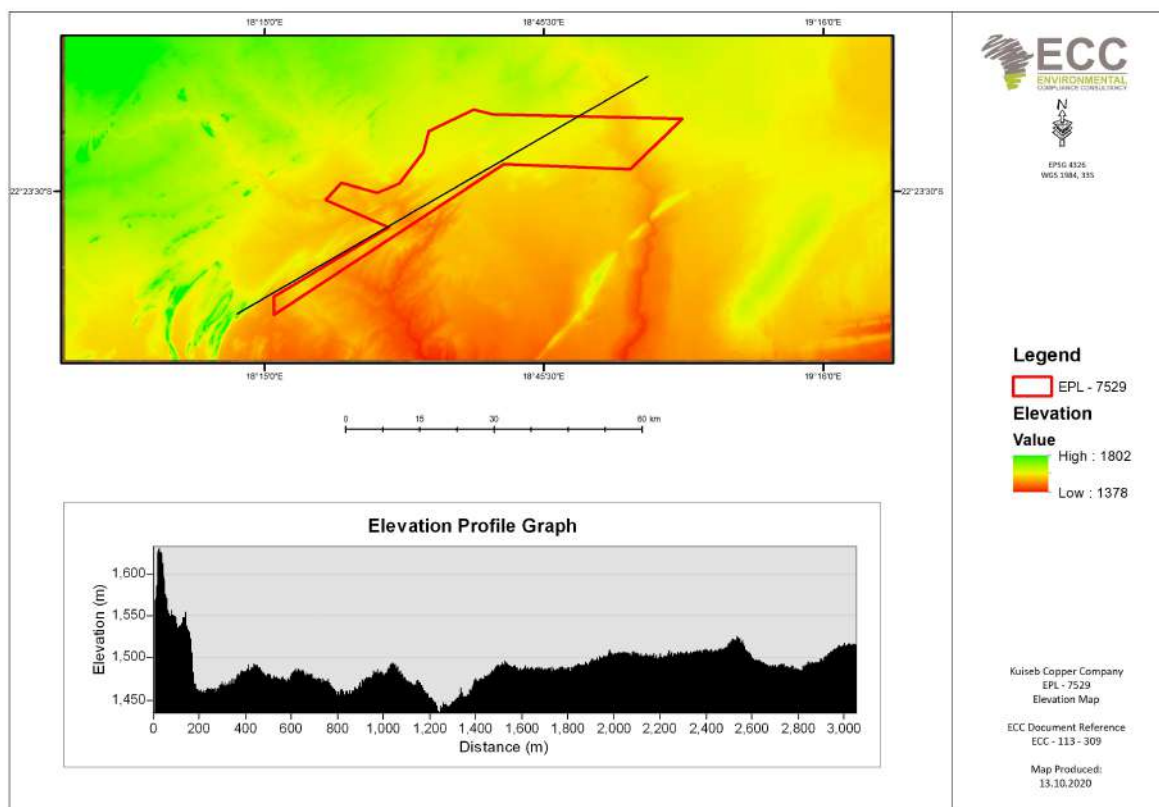 18°15'0"E 18°45'30"E 19°16'0"E
22°23'30"S 22°23'30"S
18°15'0"E 18°45'30"E 19°16'0"E
0 15 30 60 km
Elevation Profile Graph
Elevation (m)
1,600
1,550
1,500
1,450
0 200 400 600 800 1,000 1,200 1,400 1,600 1,800 2,000 2,200 2,400 2,600 2,800 3,000
Distance (m)
ECC
ENVIRONMENTAL
COMPLIANCE CONSULTANCY
N
EPSG 4326
WGS 1984, 33S
Legend
EPL - 7529
Elevation
Value
High : 1802
Low : 1378
Kuiseb Copper Company
EPL - 7529
Elevation Map
ECC Document Reference
ECC - 113 - 309
Map Produced:
13.10.2020